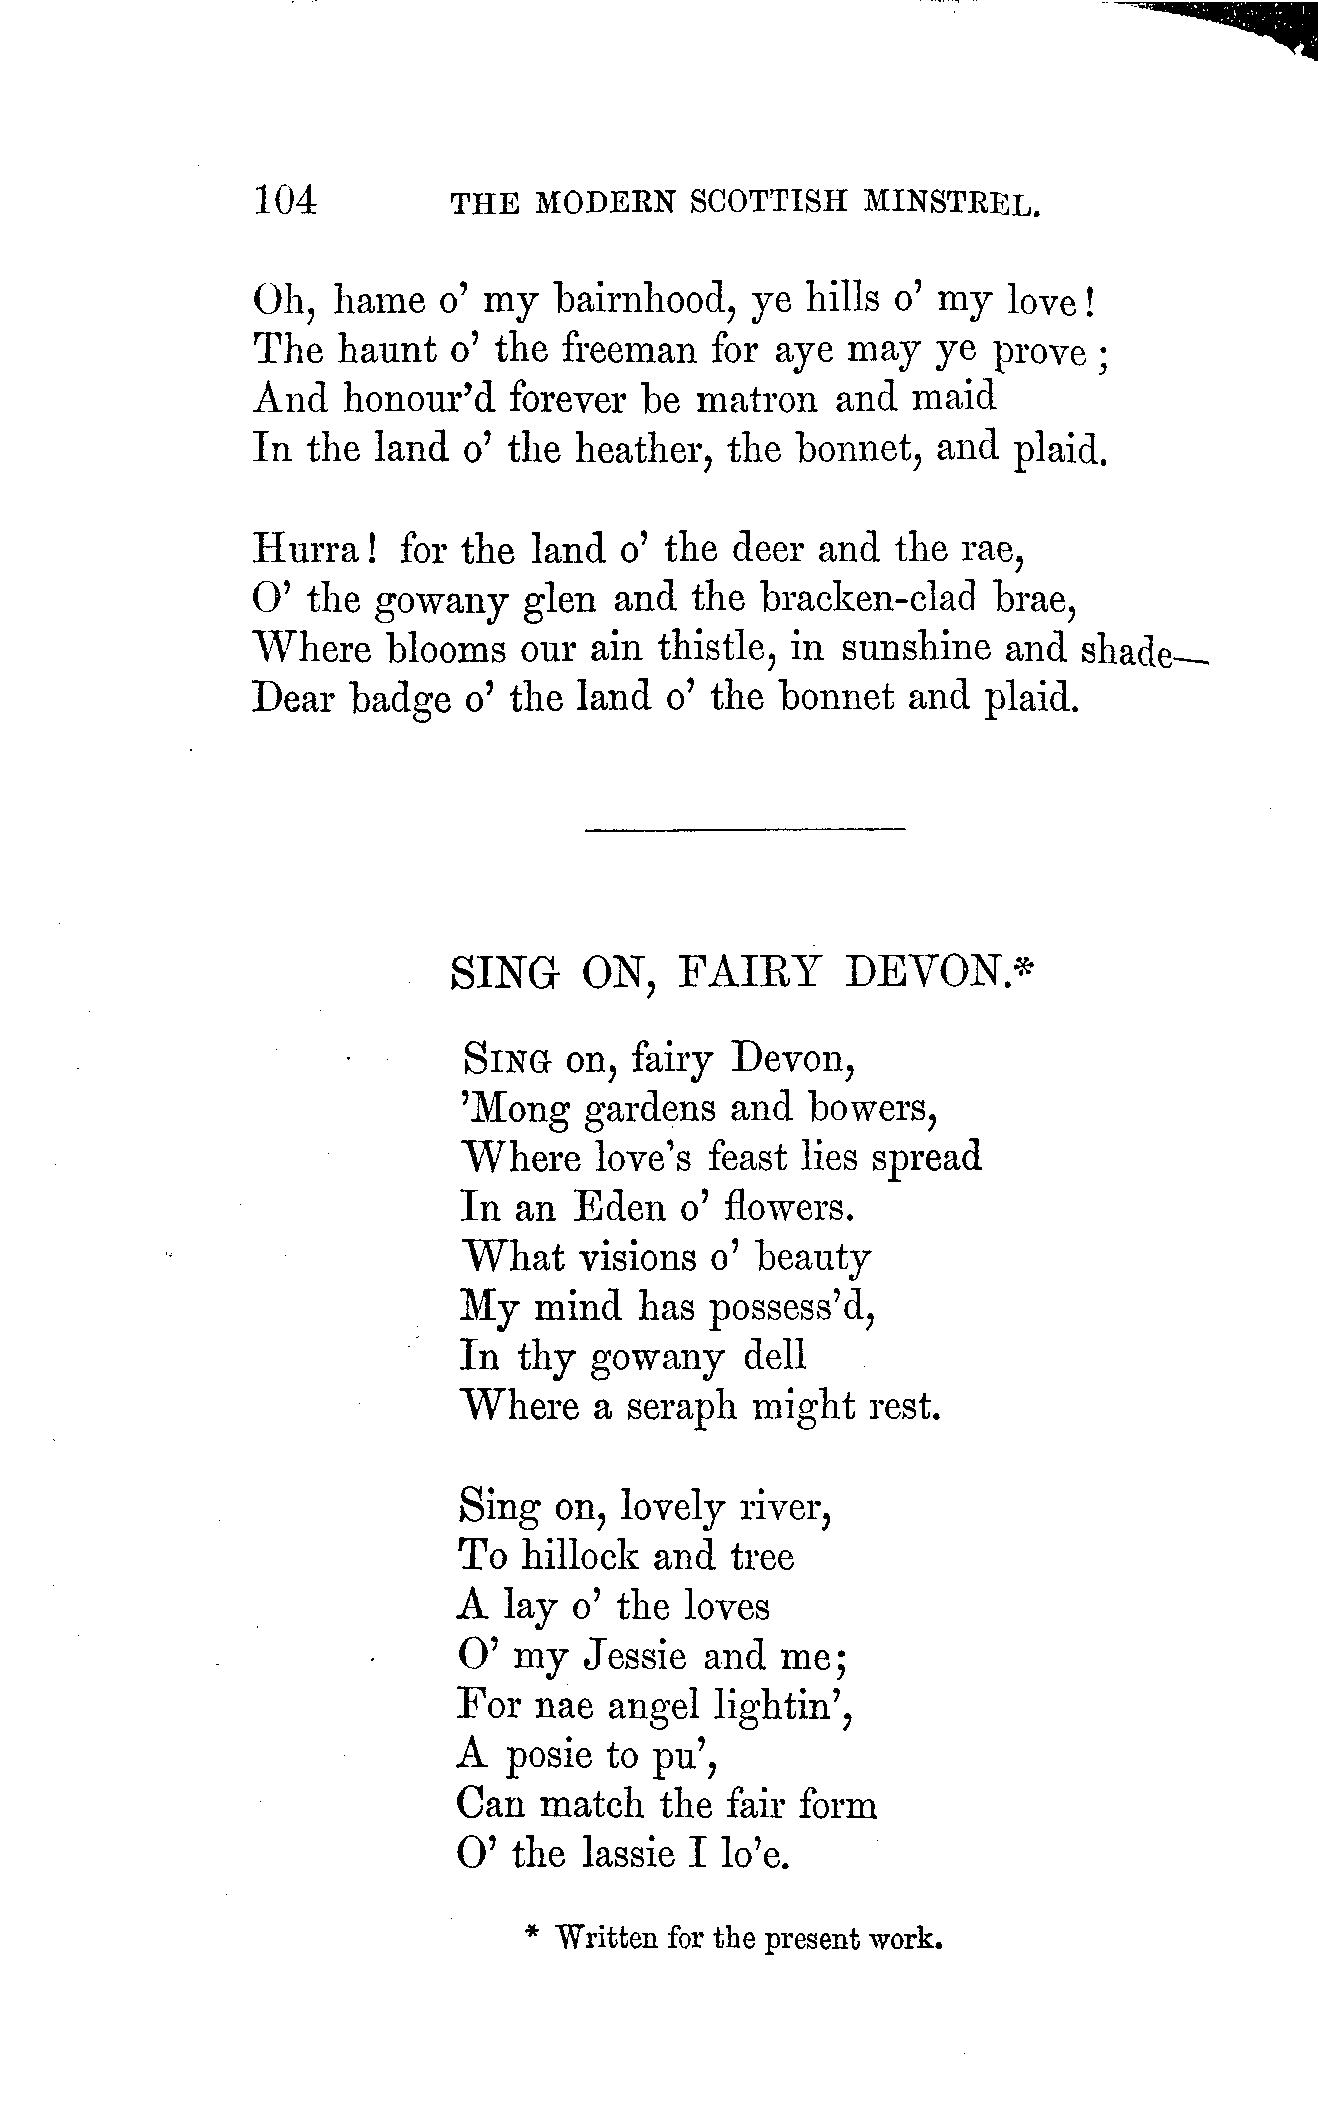 104 THE MODERN SCOTTISH MINSTREL.
Oh, hame o' my bairnhood, ye hills o' my love!
The haunt o' the freeman for aye may ye prove;
And honour'd forever be matron and maid
In the land o' the heather, the bonnet, and plaid.
Hurra! for the land o' the deer and the rae,
O' the gowany glen and the bracken-clad brae,
Where blooms our ain thistle, in sunshine and shade—
Dear badge o' the land o' the bonnet and plaid.
SING ON, FAIRY DEVON.*
SING on, fairy Devon,
'Mong gardens and bowers,
Where love's feast lies spread
In an Eden o' flowers.
What visions o' beauty
My mind has possess'd,
In thy gowany dell
Where a seraph might rest.
Sing on, lovely river,
To hillock and tree
A lay o' the loves
O' my Jessie and me;
For nae angel lightin',
A posie to pu',
Can match the fair form
O' the lassie I lo'e.
* Written for the present work.